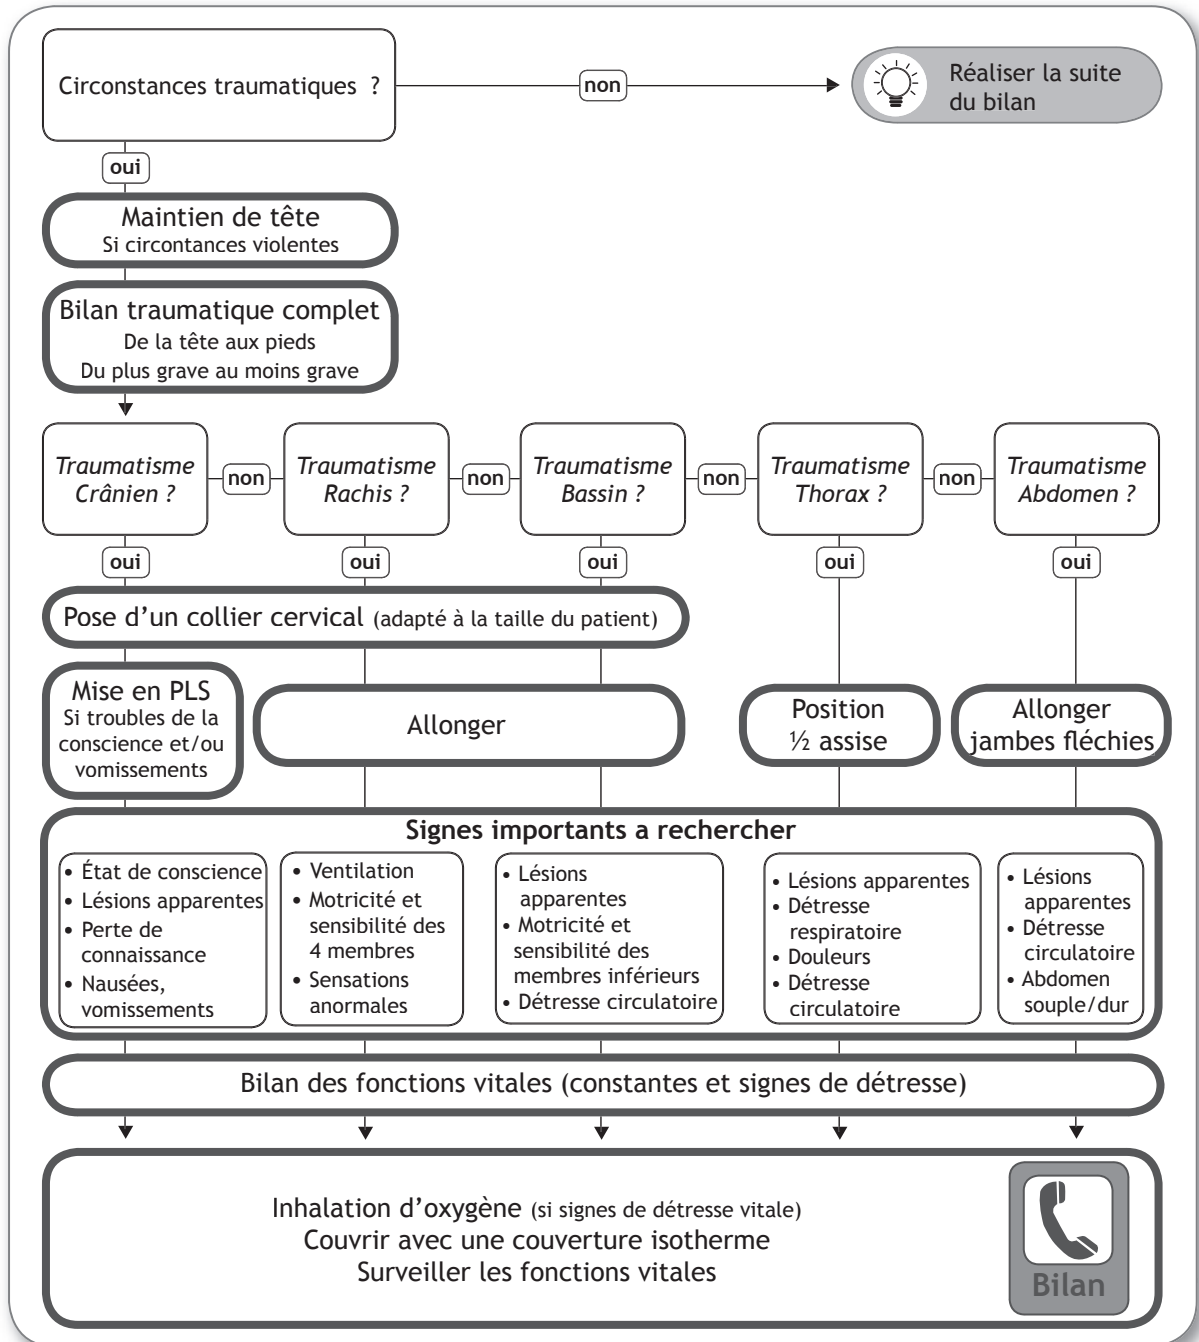 Circonstances traumatiques ?
non
Réaliser la suite
du bilan
oui
Maintien de tête
Si circontances violentes
Bilan traumatique complet
De la tête aux pieds
Du plus grave au moins grave
Traumatisme
Crânien ?
non
Traumatisme
Rachis ?
non
Traumatisme
Bassin ?
non
Traumatisme
Thorax ?
non
Traumatisme
Abdomen ?
oui
oui
oui
oui
oui
Pose d'un collier cervical (adapté à la taille du patient)
Mise en PLS
Si troubles de la
conscience et/ou
vomissements
Allonger
Position
½ assise
Allonger
jambes fléchies
Signes importants a rechercher
• État de conscience
• Lésions apparentes
• Perte de
connaissance
• Nausées,
vomissements
• Ventilation
• Motricité et
sensibilité des
4 membres
• Sensations
anormales
• Lésions
apparentes
• Motricité et
sensibilité des
membres inférieurs
• Détresse circulatoire
• Lésions apparentes
• Détresse
respiratoire
• Douleurs
• Détresse
circulatoire
• Lésions
apparentes
• Détresse
circulatoire
• Abdomen
souple/dur
Bilan des fonctions vitales (constantes et signes de détresse)
Inhalation d'oxygène (si signes de détresse vitale)
Couvrir avec une couverture isotherme
Surveiller les fonctions vitales
Bilan